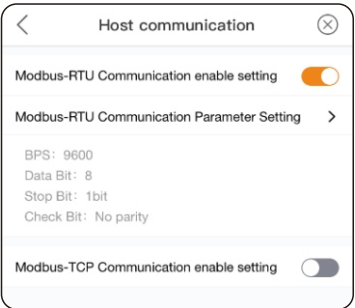 Host communication
Modbus-RTU Communication enable setting
Modbus-RTU Communication Parameter Setting
BPS: 9600
Data Bit: 8
Stop Bit: 1bit
Check Bit: No parity
Modbus-TCP Communication enable setting